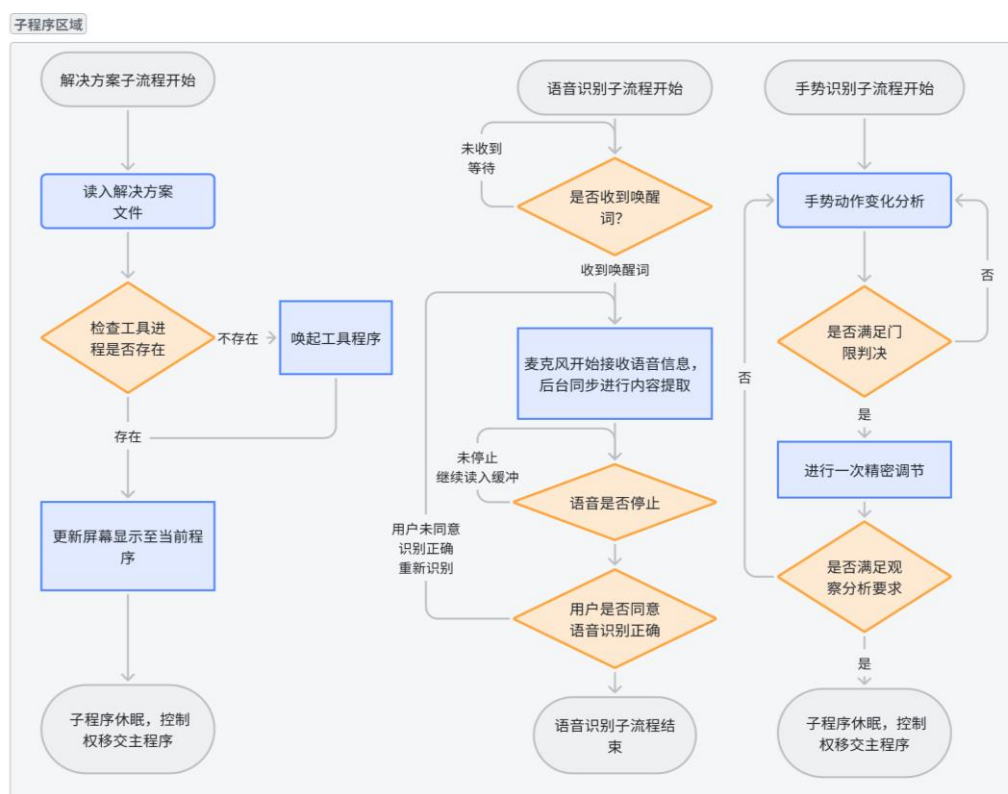 子程序区域
解决方案子流程开始
读入解决方案
文件
检查工具进
程是否存在
不存在
唤起工具程序
存在
更新屏幕显示至当前程
序
子程序休眠，控制
权移交主程序
语音识别子流程开始
未收到
等待
是否收到唤醒
词？
收到唤醒词
麦克风开始接收语音信息，
后台同步进行内容提取
未停止
继续读入缓冲
语音是否停止
用户未同意
识别正确
重新识别
用户是否同意
语音识别正确
语音识别子流程结
束
手势识别子流程开始
手势动作变化分析
否
是否满足门
限判决
否
是
进行一次精密调节
是否满足观
察分析要求
是
子程序休眠，控制
权移交主程序